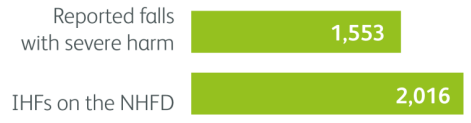 Reported falls
with severe harm
1,553
IHFs on the NHFD
2,016